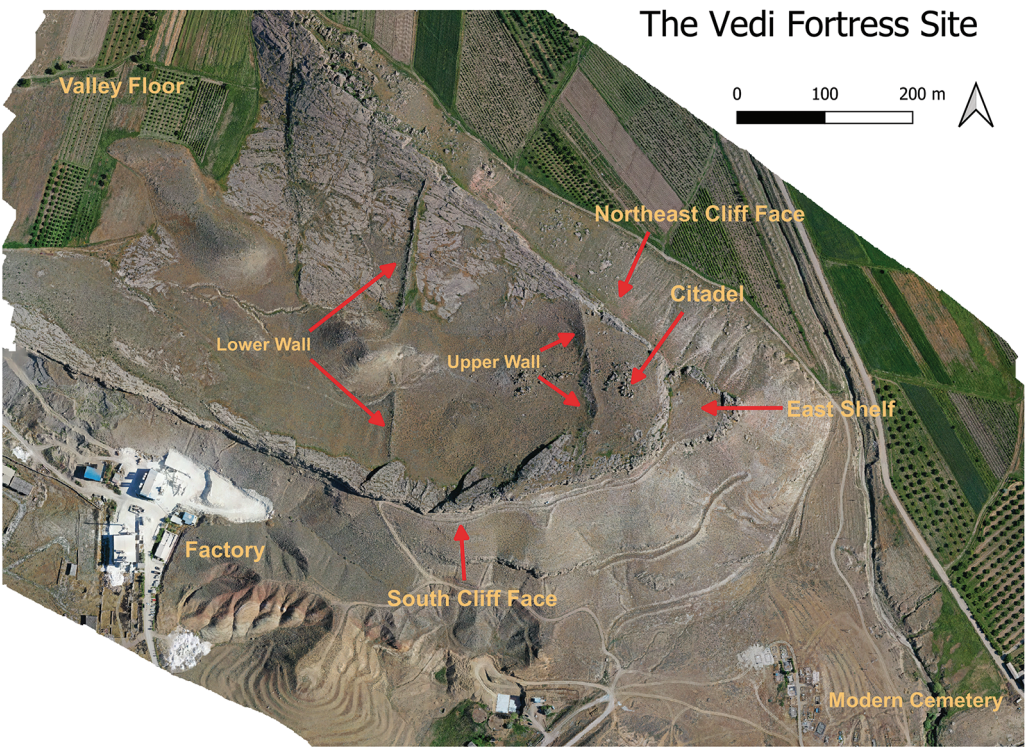 The Vedi Fortress Site
0 100 200 m
Valley Floor
Northeast Cliff Face
Citadel
Lower Wall
Upper Wall
East Shelf
Factory
South Cliff Face
Modern Cemetery